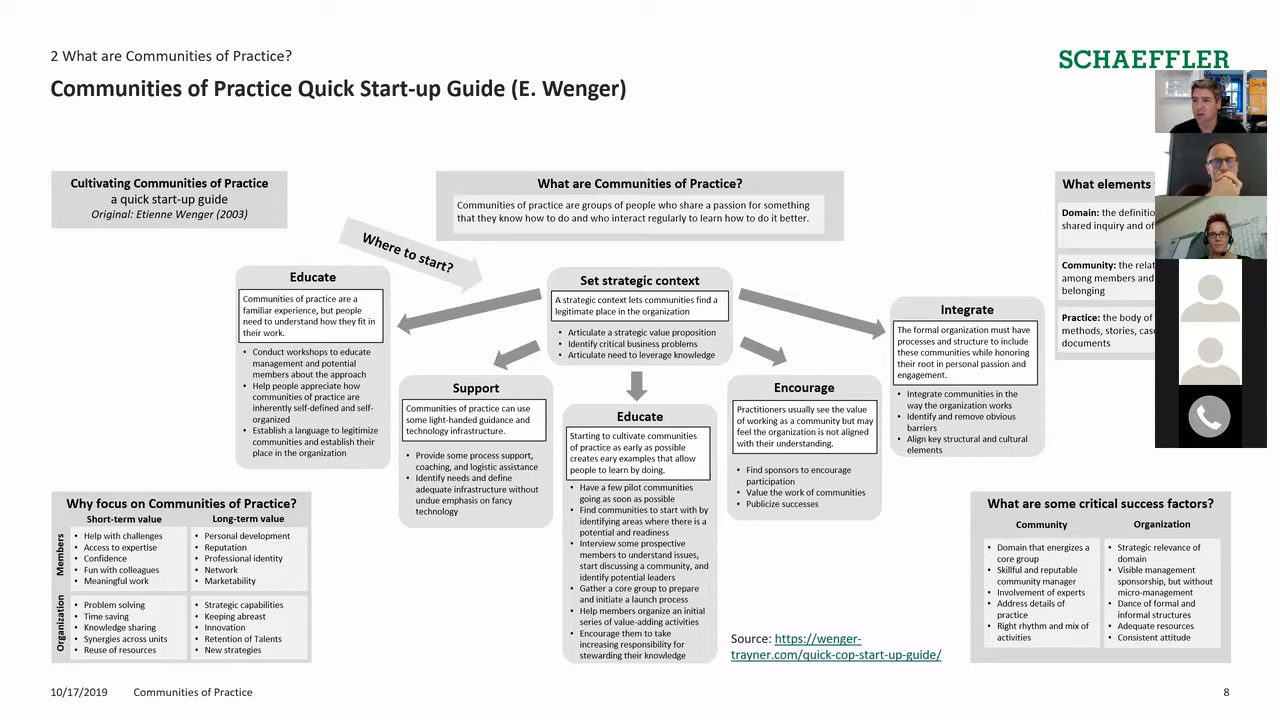 2 What are Communities of Practice?
SCHAEFFLER
Communities of Practice Quick Start-up Guide (E. Wenger)
Cultivating Communities of Practice
a quick start-up guide
Original: Etienne Wenger (2003)
What are Communities of Practice?
Communities of practice are groups of people who share a passion for something
that they know how to do and who interact regularly to learn how to do it better.
What elements
Domain: the definitio
shared inquiry and of
Community: the relat
among members and
belonging
Practice: the body of
methods, stories, cas
documents
Where to start?
Educate
Communities of practice are a
familiar experience, but people
need to understand how they fit in
their work.
• Conduct workshops to educate
management and potential
members about the approach
• Help people appreciate how
communities of practice are
inherently self-defined and self-
organized
• Establish a language to legitimize
communities and establish their
place in the organization
Set strategic context
A strategic context lets communities find a
legitimate place in the organization
• Articulate a strategic value proposition
• Identify critical business problems
• Articulate need to leverage knowledge
Integrate
The formal organization must have
processes and structure to include
these communities while honoring
their root in personal passion and
engagement.
• Integrate communities in the
way the organization works
• Identify and remove obvious
barriers
• Align key structural and cultural
elements
Support
Communities of practice can use
some light-handed guidance and
technology infrastructure.
• Provide some process support,
coaching, and logistic assistance
• Identify needs and define
adequate infrastructure without
undue emphasis on fancy
technology
Educate
Starting to cultivate communities
of practice as early as possible
creates eary examples that allow
people to learn by doing.
• Have a few pilot communities
going as soon as possible
• Find communities to start with by
identifying areas where there is a
potential and readiness
• Interview some prospective
members to understand issues,
start discussing a community, and
identify potential leaders
• Gather a core group to prepare
and initiate a launch process
• Help members organize an initial
series of value-adding activities
• Encourage them to take
increasing responsibility for
stewarding their knowledge
Encourage
Practitioners usually see the value
of working as a community but may
feel the organization is not aligned
with their understanding.
• Find sponsors to encourage
participation
• Value the work of communities
• Publicize successes
Why focus on Communities of Practice?
Short-term value
Long-term value
Members
• Help with challenges
• Access to expertise
• Confidence
• Fun with colleagues
• Meaningful work
• Personal development
• Reputation
• Professional identity
• Network
• Marketability
Organization
• Problem solving
• Time saving
• Knowledge sharing
• Synergies across units
• Reuse of resources
• Strategic capabilities
• Keeping abreast
• Innovation
• Retention of Talents
• New strategies
Source: https://wenger-
trayner.com/quick-cop-start-up-guide/
What are some critical success factors?
Community
Organization
• Domain that energizes a
core group
• Skillful and reputable
community manager
• Involvement of experts
• Address details of
practice
• Right rhythm and mix of
activities
• Strategic relevance of
domain
• Visible management
sponsorship, but without
micro-management
• Dance of formal and
informal structures
• Adequate resources
• Consistent attitude
10/17/2019
Communities of Practice
8